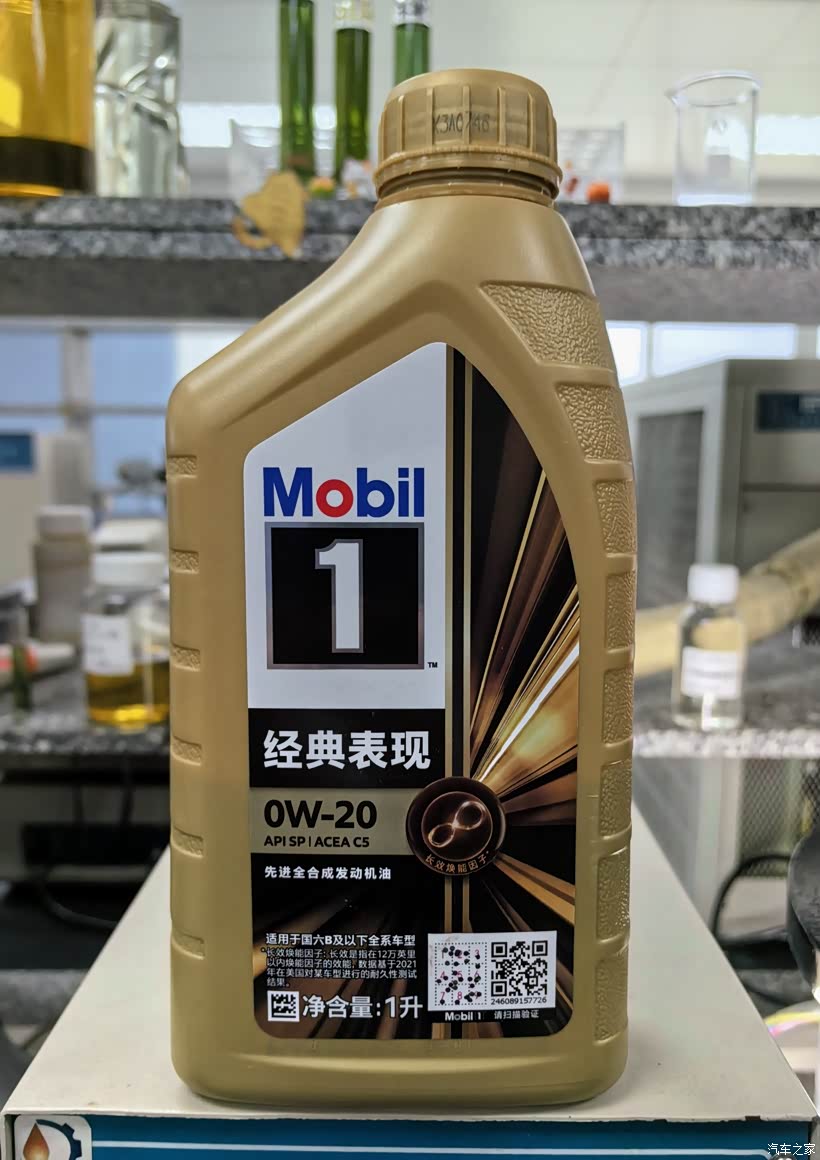 X3A0746
Mobil
1
TM
经典表现
0W-20
API SP | ACEA C5
长效焕能因子*
先进全合成发动机油
适用于国六B及以下全系车型
*长效焕能因子:长效是指在12万英里
以内焕能因子的效能,数据基于2021
年在美国对某车型进行的耐久性测试
结果。
净含量:1升
246089157726
Mobil 1 请扫描验证
汽车之家